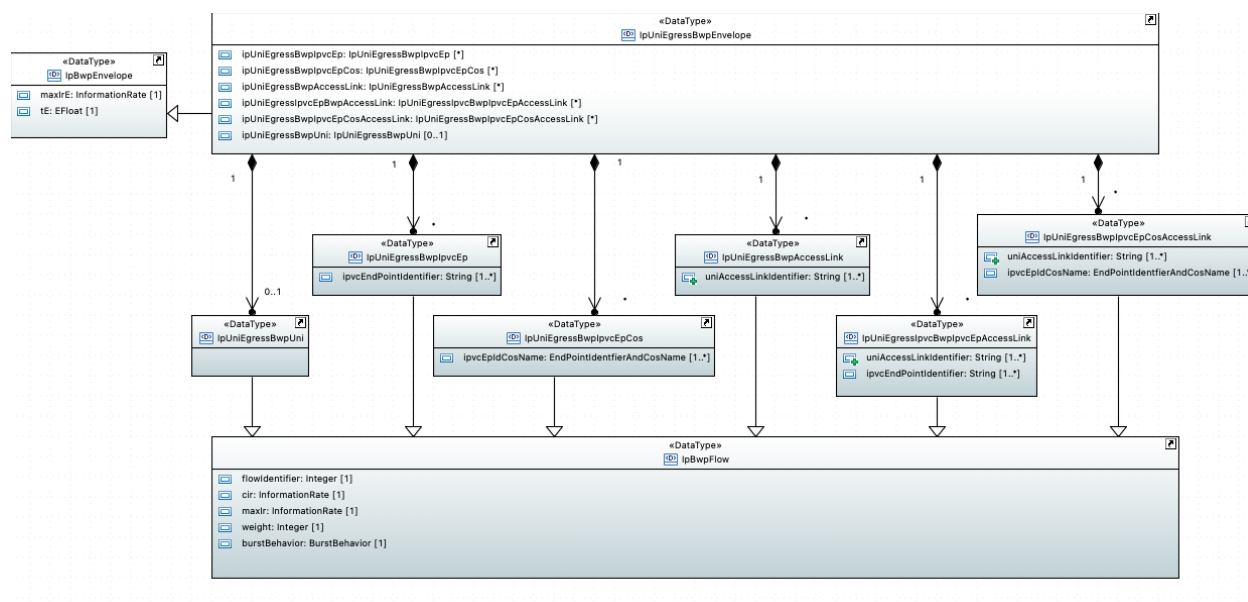 «DataType»
IpUniEgressBwpEnvelope
ipUniEgressBwpIpvcEp: IpUniEgressBwpIpvcEp [*]
ipUniEgressBwpIpvcEpCos: IpUniEgressBwpIpvcEpCos [*]
ipUniEgressBwpAccessLink: IpUniEgressBwpAccessLink [*]
ipUniEgressIpvcEpBwpAccessLink: IpUniEgressIpvcBwpIpvcEpAccessLink [*]
ipUniEgressBwpIpvcEpCosAccessLink: IpUniEgressBwpIpvcEpCosAccessLink [*]
ipUniEgressBwpUni: IpUniEgressBwpUni [0..1]
«DataType»
IpBwpEnvelope
maxIrE: InformationRate [1]
tE: EFloat [1]
1
1
1
1
1
1
*
*
*
*
*
0..1
«DataType»
IpUniEgressBwpIpvcEp
ipvcEndPointIdentifier: String [1..*]
«DataType»
IpUniEgressBwpAccessLink
uniAccessLinkIdentifier: String [1..*]
«DataType»
IpUniEgressBwpIpvcEpCosAccessLink
uniAccessLinkIdentifier: String [1..*]
ipvcEpIdCosName: EndPointIdentfierAndCosName [1..
«DataType»
IpUniEgressBwpUni
«DataType»
IpUniEgressBwpIpvcEpCos
ipvcEpIdCosName: EndPointIdentfierAndCosName [1..*]
«DataType»
IpUniEgressIpvcBwpIpvcEpAccessLink
uniAccessLinkIdentifier: String [1..*]
ipvcEndPointIdentifier: String [1..*]
«DataType»
IpBwpFlow
flowIdentifier: Integer [1]
cir: InformationRate [1]
maxIr: InformationRate [1]
weight: Integer [1]
burstBehavior: BurstBehavior [1]